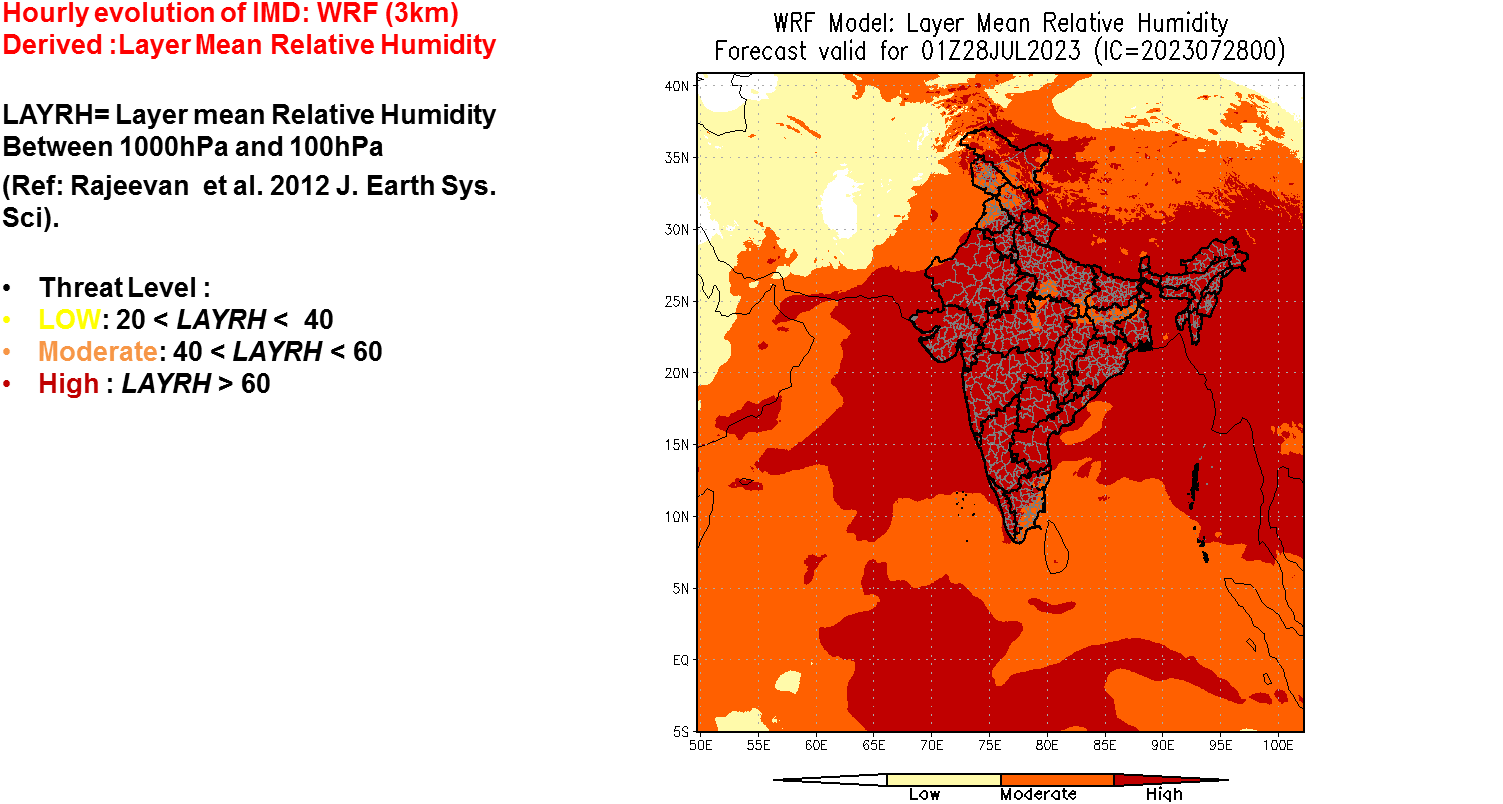 Hourly evolution of IMD: WRF (3km)
Derived :Layer Mean Relative Humidity
LAYRH= Layer mean Relative Humidity
Between 1000hPa and 100hPa
(Ref: Rajeevan et al. 2012 J. Earth Sys.
Sci).
• Threat Level :
• LOW: 20 < LAYRH < 40
• Moderate: 40 < LAYRH < 60
• High : LAYRH > 60
WRF Model: Layer Mean Relative Humidity
Forecast valid for 01Z28JUL2023 (IC=2023072800)
40N
35N
30N
25N
20N
15N
10N
5N
EQ
5S
50E 55E 60E 65E 70E 75E 80E 85E 90E 95E 100E
Low Moderate High